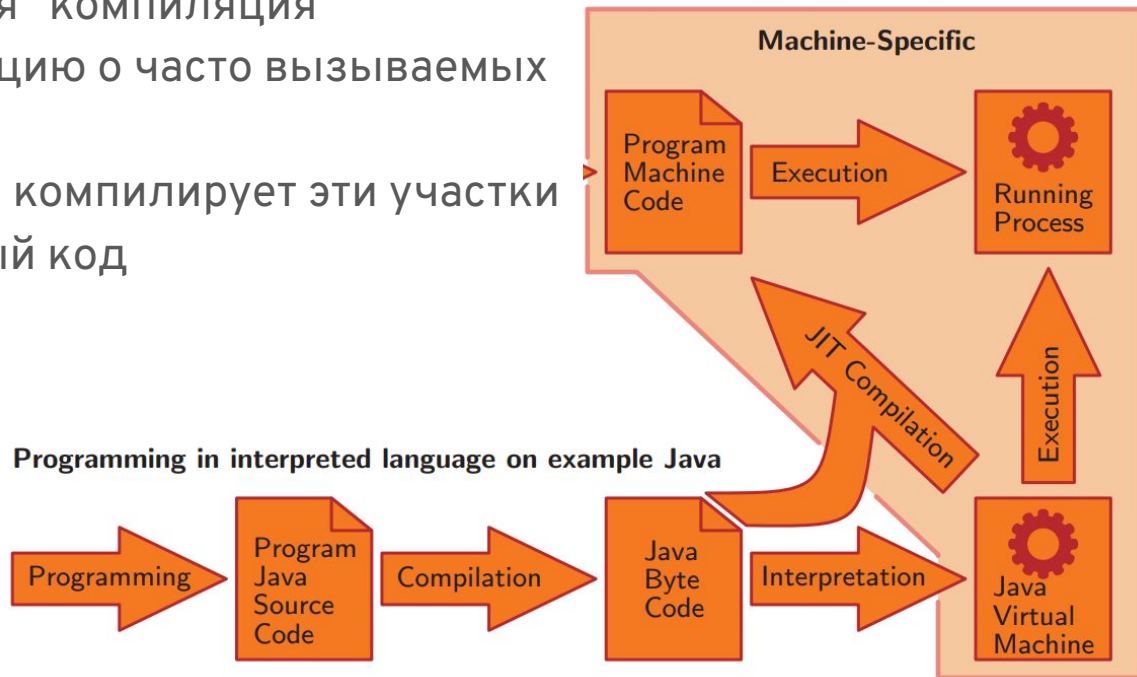 компиляция
цию о часто вызываемых
компилирует эти участки
ый код
Machine-Specific
Program
Machine
Code
Execution
Running
Process
JIT Compilation
Execution
Programming in interpreted language on example Java
Programming
Program
Java
Source
Code
Compilation
Java
Byte
Code
Interpretation
Java
Virtual
Machine